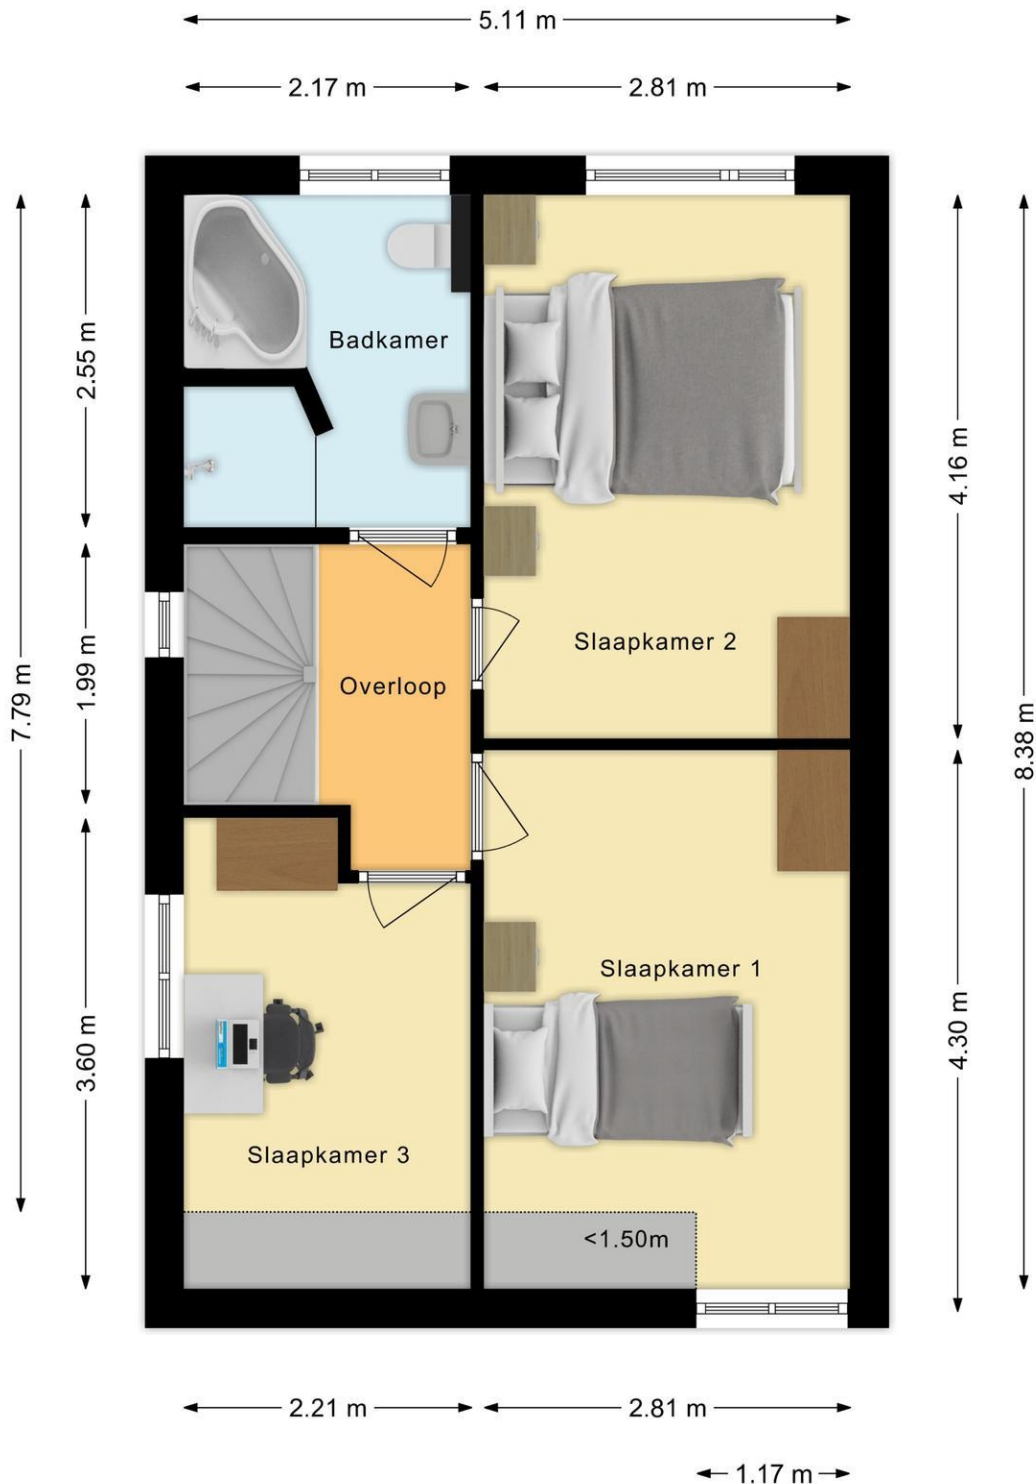 5.11 m
2.17 m
2.81 m
Badkamer
2.55 m
4.16 m
Slaapkamer 2
1.99 m
Overloop
7.79 m
8.38 m
Slaapkamer 1
3.60 m
4.30 m
Slaapkamer 3
<1.50m
2.21 m
2.81 m
1.17 m